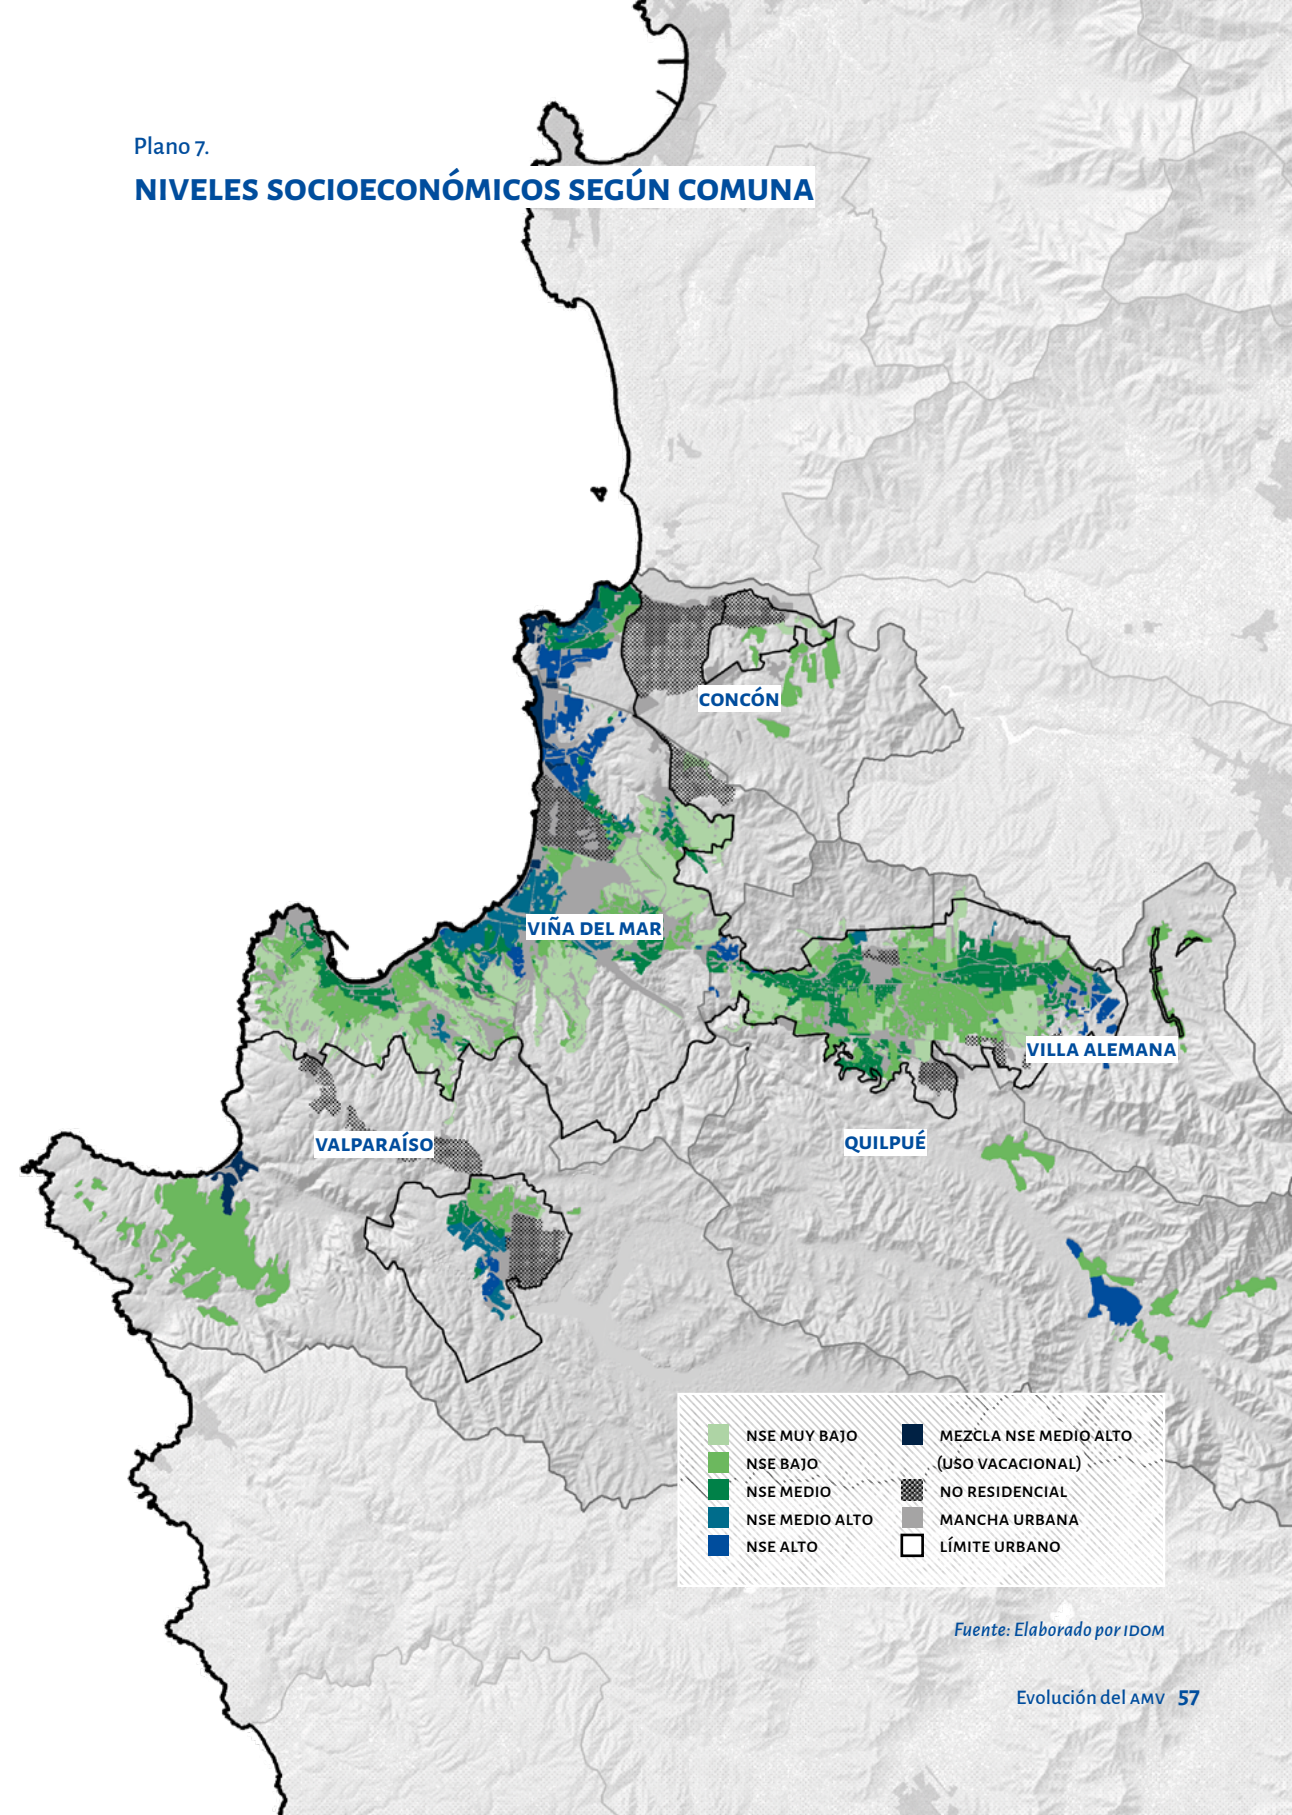 Plano 7.
NIVELES SOCIOECONÓMICOS SEGÚN COMUNA
CONCÓN
VIÑA DEL MAR
VILLA ALEMANA
VALPARAÍSO
QUILPUÉ
NSE MUY BAJO
NSE BAJO
NSE MEDIO
NSE MEDIO ALTO
NSE ALTO
MEZCLA NSE MEDIO ALTO
(USO VACACIONAL)
NO RESIDENCIAL
MANCHA URBANA
LÍMITE URBANO
Fuente: Elaborado por IDOM
Evolución del AMV 57